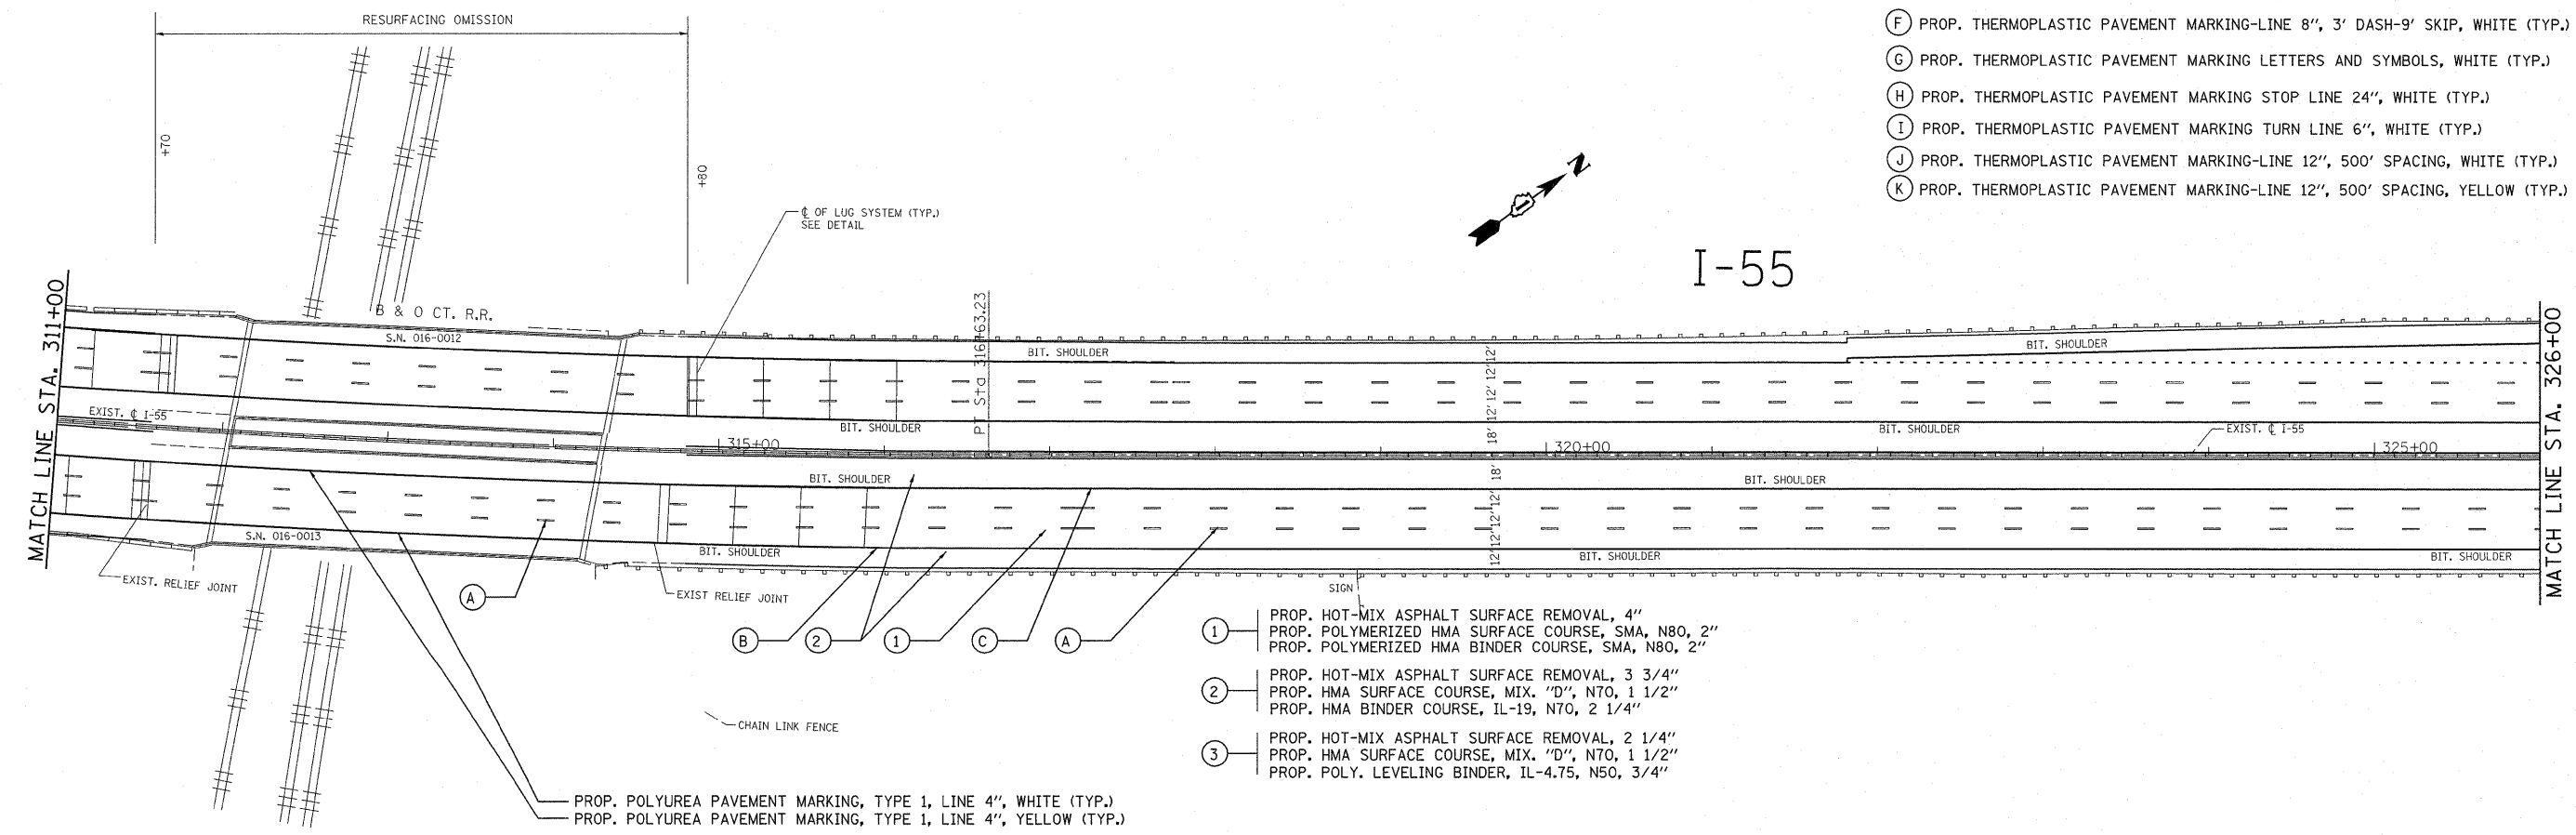 RESURFACING OMISSION
+70
+80
Ⓕ PROP. THERMOPLASTIC PAVEMENT MARKING-LINE 8", 3' DASH-9' SKIP, WHITE (TYP.)
Ⓖ PROP. THERMOPLASTIC PAVEMENT MARKING LETTERS AND SYMBOLS, WHITE (TYP.)
Ⓗ PROP. THERMOPLASTIC PAVEMENT MARKING STOP LINE 24", WHITE (TYP.)
Ⓘ PROP. THERMOPLASTIC PAVEMENT MARKING TURN LINE 6", WHITE (TYP.)
Ⓙ PROP. THERMOPLASTIC PAVEMENT MARKING-LINE 12", 500' SPACING, WHITE (TYP.)
Ⓚ PROP. THERMOPLASTIC PAVEMENT MARKING-LINE 12", 500' SPACING, YELLOW (TYP.)
N
℄ OF LUG SYSTEM (TYP.)
SEE DETAIL
I-55
MATCH LINE STA. 311+00
B & O CT. R.R.
S.N. 016-0012
PT Sta 316+63.23
BIT. SHOULDER
BIT. SHOULDER
12'
12'
12'
12'
18'
EXIST. ℄ I-55
BIT. SHOULDER
BIT. SHOULDER
EXIST. ℄ I-55
315+00
320+00
325+00
MATCH LINE STA. 326+00
BIT. SHOULDER
BIT. SHOULDER
18'
12'
12'
12'
12'
S.N. 016-0013
BIT. SHOULDER
BIT. SHOULDER
BIT. SHOULDER
EXIST. RELIEF JOINT
A
EXIST RELIEF JOINT
SIGN
B
2
1
C
A
1
PROP. HOT-MIX ASPHALT SURFACE REMOVAL, 4"
PROP. POLYMERIZED HMA SURFACE COURSE, SMA, N80, 2"
PROP. POLYMERIZED HMA BINDER COURSE, SMA, N80, 2"
2
PROP. HOT-MIX ASPHALT SURFACE REMOVAL, 3 3/4"
PROP. HMA SURFACE COURSE, MIX. "D", N70, 1 1/2"
PROP. HMA BINDER COURSE, IL-19, N70, 2 1/4"
CHAIN LINK FENCE
3
PROP. HOT-MIX ASPHALT SURFACE REMOVAL, 2 1/4"
PROP. HMA SURFACE COURSE, MIX. "D", N70, 1 1/2"
PROP. POLY. LEVELING BINDER, IL-4.75, N50, 3/4"
PROP. POLYUREA PAVEMENT MARKING, TYPE 1, LINE 4", WHITE (TYP.)
PROP. POLYUREA PAVEMENT MARKING, TYPE 1, LINE 4", YELLOW (TYP.)